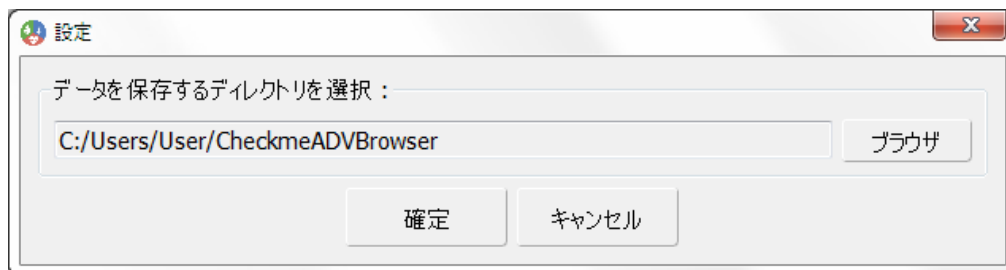 設定
データを保存するディレクトリを選択：
C:/Users/User/CheckmeADVBrowser
ブラウザ
確定
キャンセル